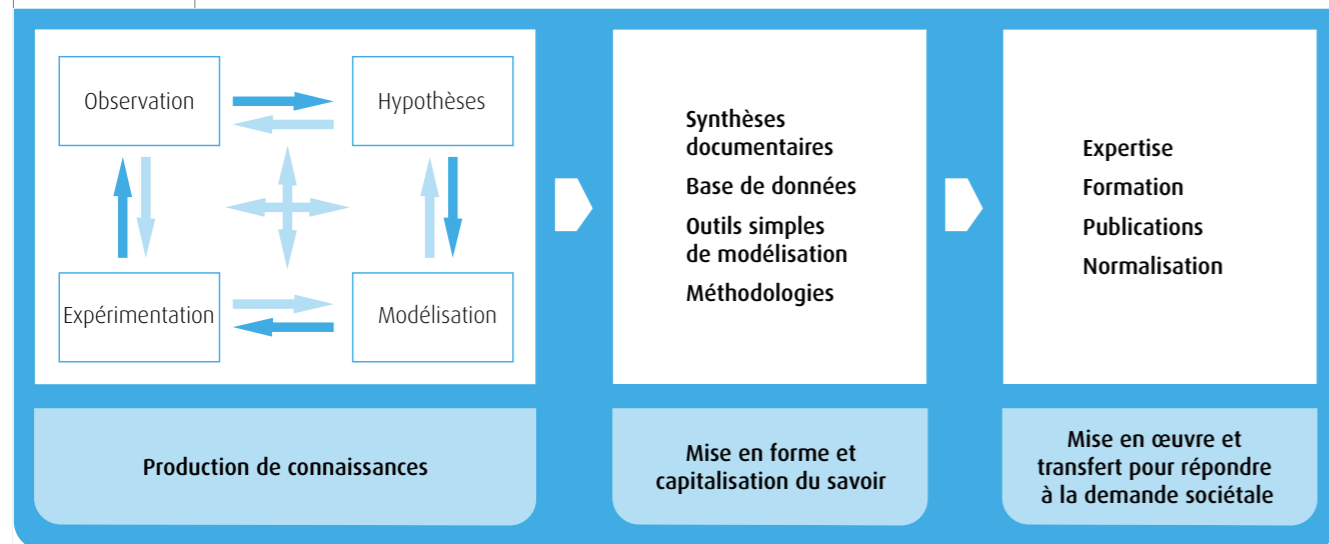 Observation
Hypothèses
Expérimentation
Modélisation
Production de connaissances
Synthèses
documentaires
Base de données
Outils simples
de modélisation
Méthodologies
Mise en forme et
capitalisation du savoir
Expertise
Formation
Publications
Normalisation
Mise en œuvre et
transfert pour répondre
à la demande sociétale